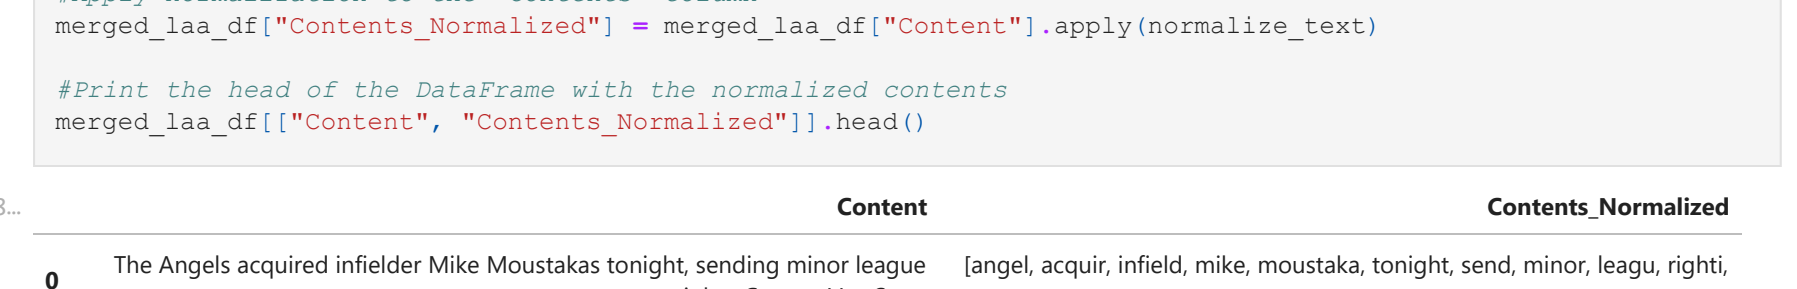 merged_laa_df["Contents_Normalized"] = merged_laa_df["Content"].apply(normalize_text)
#Print the head of the DataFrame with the normalized contents
merged_laa_df[["Content", "Contents_Normalized"]].head()
Content Contents_Normalized
0 The Angels acquired infielder Mike Moustakas tonight, sending minor league [angel, acquir, infield, mike, moustaka, tonight, send, minor, leagu, righti,